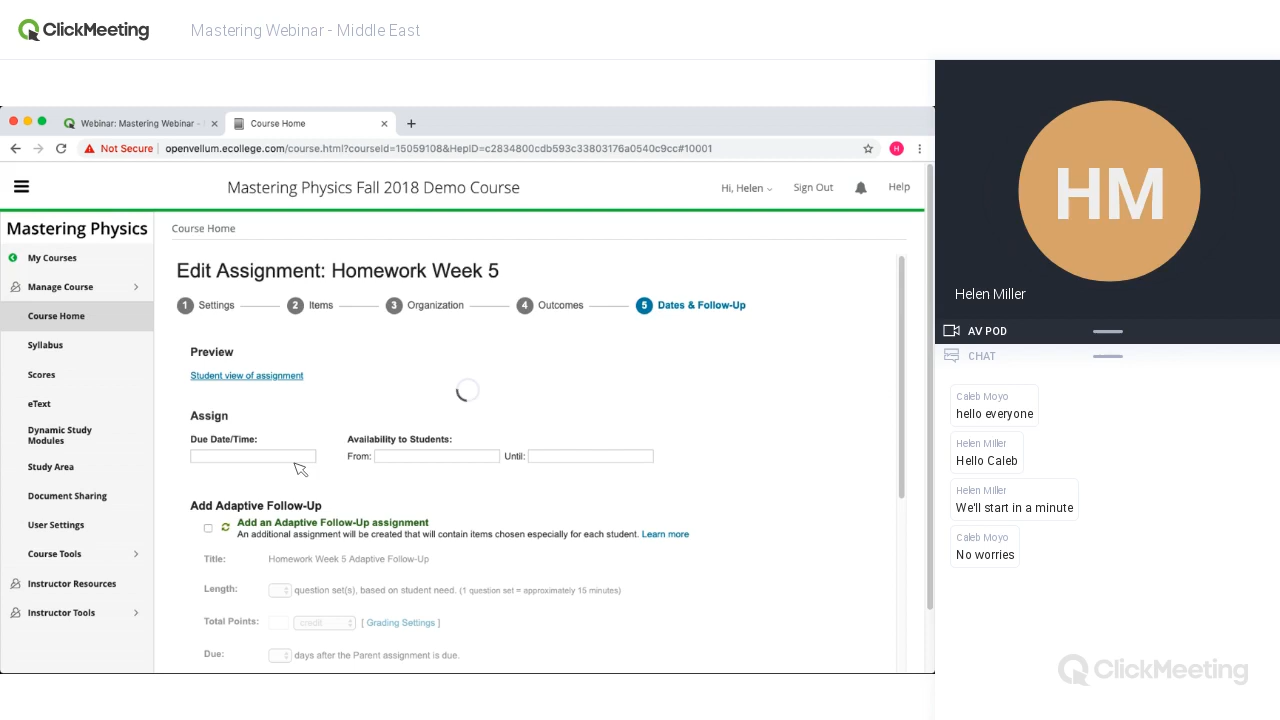 ClickMeeting
Mastering Webinar - Middle East
Webinar: Mastering Webinar -
Course Home
Not Secure
openvellum.ecollege.com/course.html?courseId=15059108&HepID=c2834800cdb593c33803176a0540c9cc#10001
H
Mastering Physics Fall 2018 Demo Course
Hi, Helen
Sign Out
Help
Mastering Physics
My Courses
Manage Course
Course Home
Syllabus
Scores
eText
Dynamic Study
Modules
Study Area
Document Sharing
User Settings
Course Tools
Instructor Resources
Instructor Tools
Course Home
Edit Assignment: Homework Week 5
1 Settings 2 Items 3 Organization 4 Outcomes 5 Dates & Follow-Up
Preview
Student view of assignment
Assign
Due Date/Time: Availability to Students:
From: Until:
Add Adaptive Follow-Up
Add an Adaptive Follow-Up assignment
An additional assignment will be created that will contain items chosen especially for each student. Learn more
Title: Homework Week 5 Adaptive Follow-Up
Length: question set(s), based on student need. (1 question set = approximately 15 minutes)
Total Points: credit [ Grading Settings ]
Due: days after the Parent assignment is due.
HM
Helen Miller
AV POD
CHAT
Caleb Moyo
hello everyone
Helen Miller
Hello Caleb
Helen Miller
We'll start in a minute
Caleb Moyo
No worries
ClickMeeting